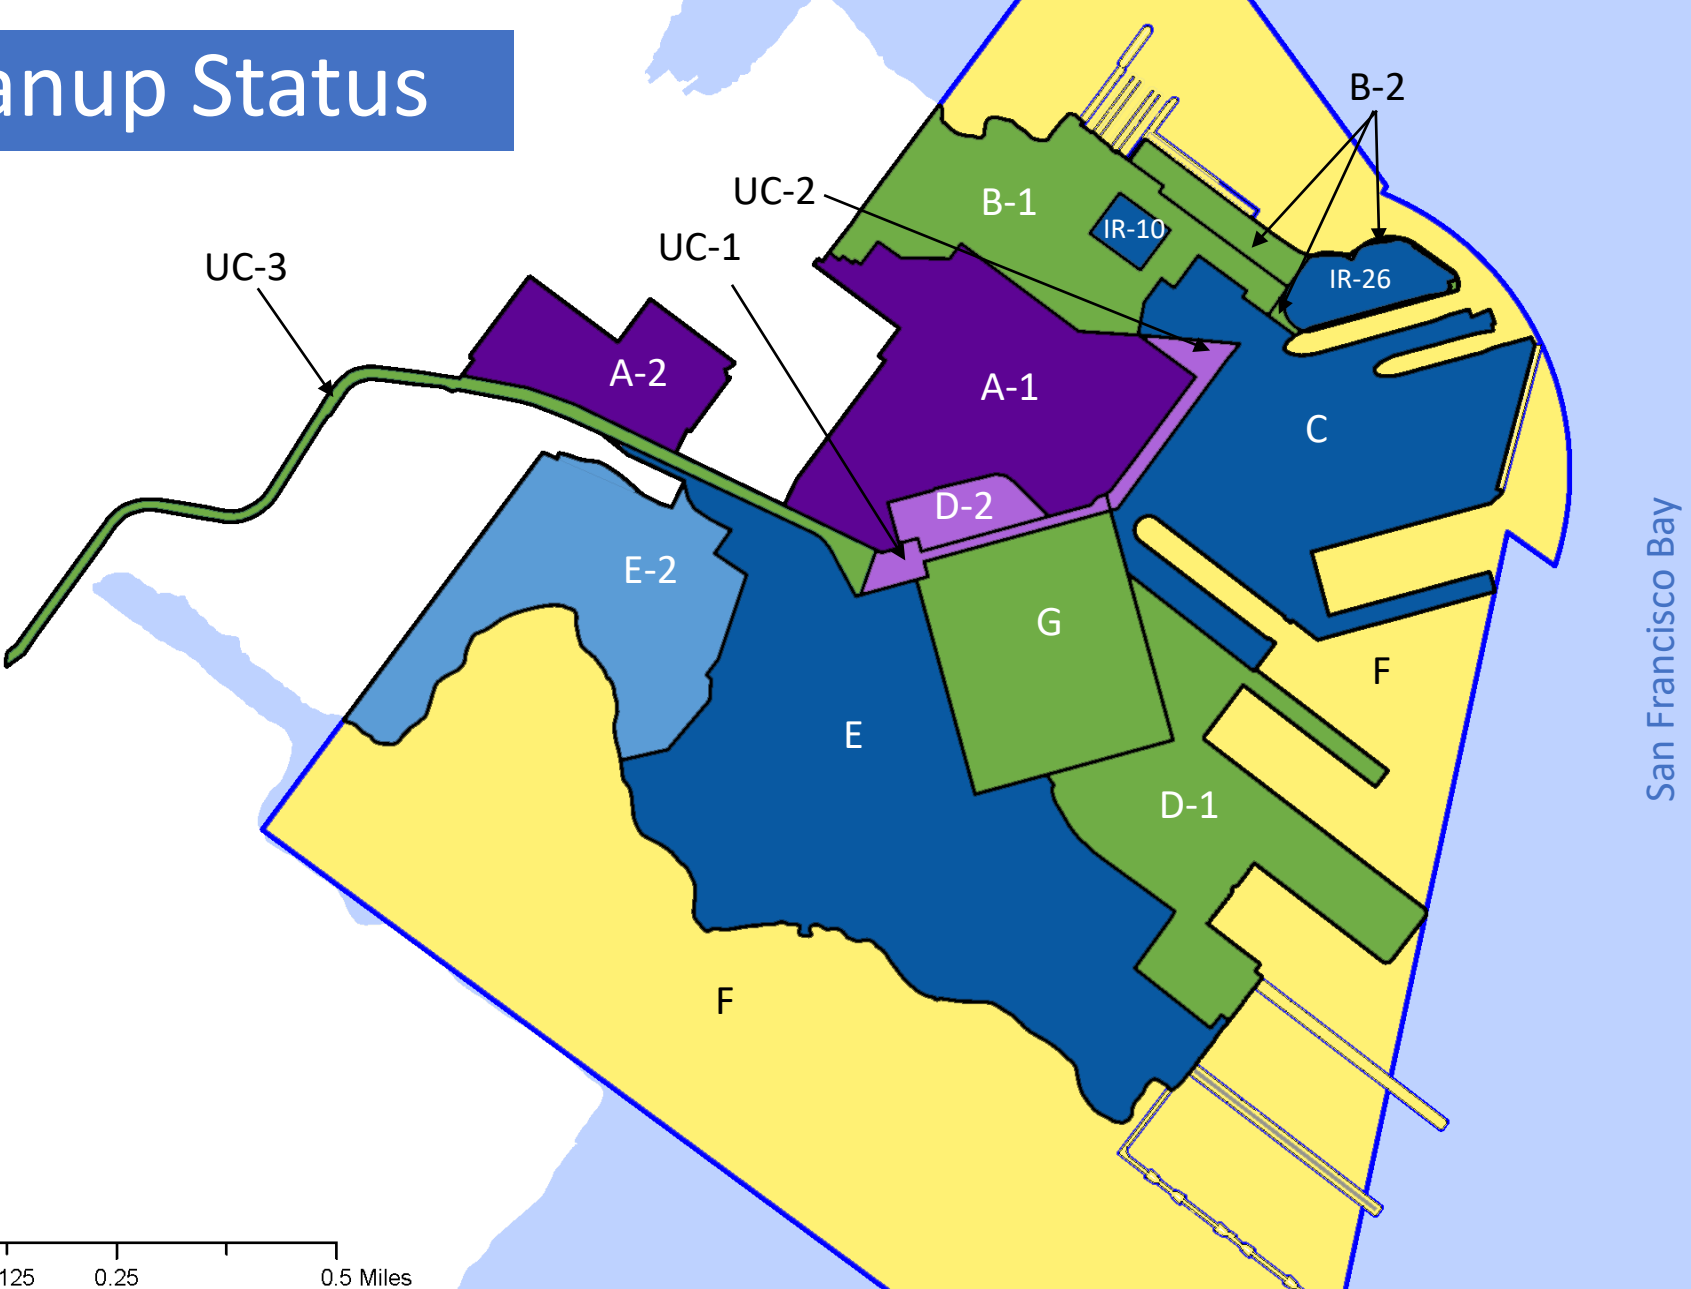 anup Status
B-2
UC-2
B-1
IR-10
UC-1
UC-3
IR-26
A-2
A-1
C
D-2
E-2
G
F
E
D-1
F
San Francisco Bay
125 0.25 0.5 Miles